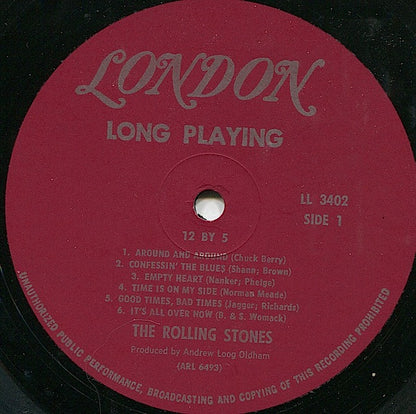 LONDON
LONG PLAYING
LL 3402
SIDE 1
12 BY 5
1. AROUND AND AROUND (Chuck Berry)
2. CONFESSIN' THE BLUES (Shann; Brown)
3. EMPTY HEART (Nanker; Phelge)
4. TIME IS ON MY SIDE (Norman Meade)
5. GOOD TIMES, BAD TIMES (Jagger; Richards)
6. IT'S ALL OVER NOW (B. & S. Womack)
THE ROLLING STONES
Produced by Andrew Loog Oldham
(ARL 6493)
UNAUTHORIZED PUBLIC PERFORMANCE, BROADCASTING AND COPYING OF THIS RECORDING PROHIBITED